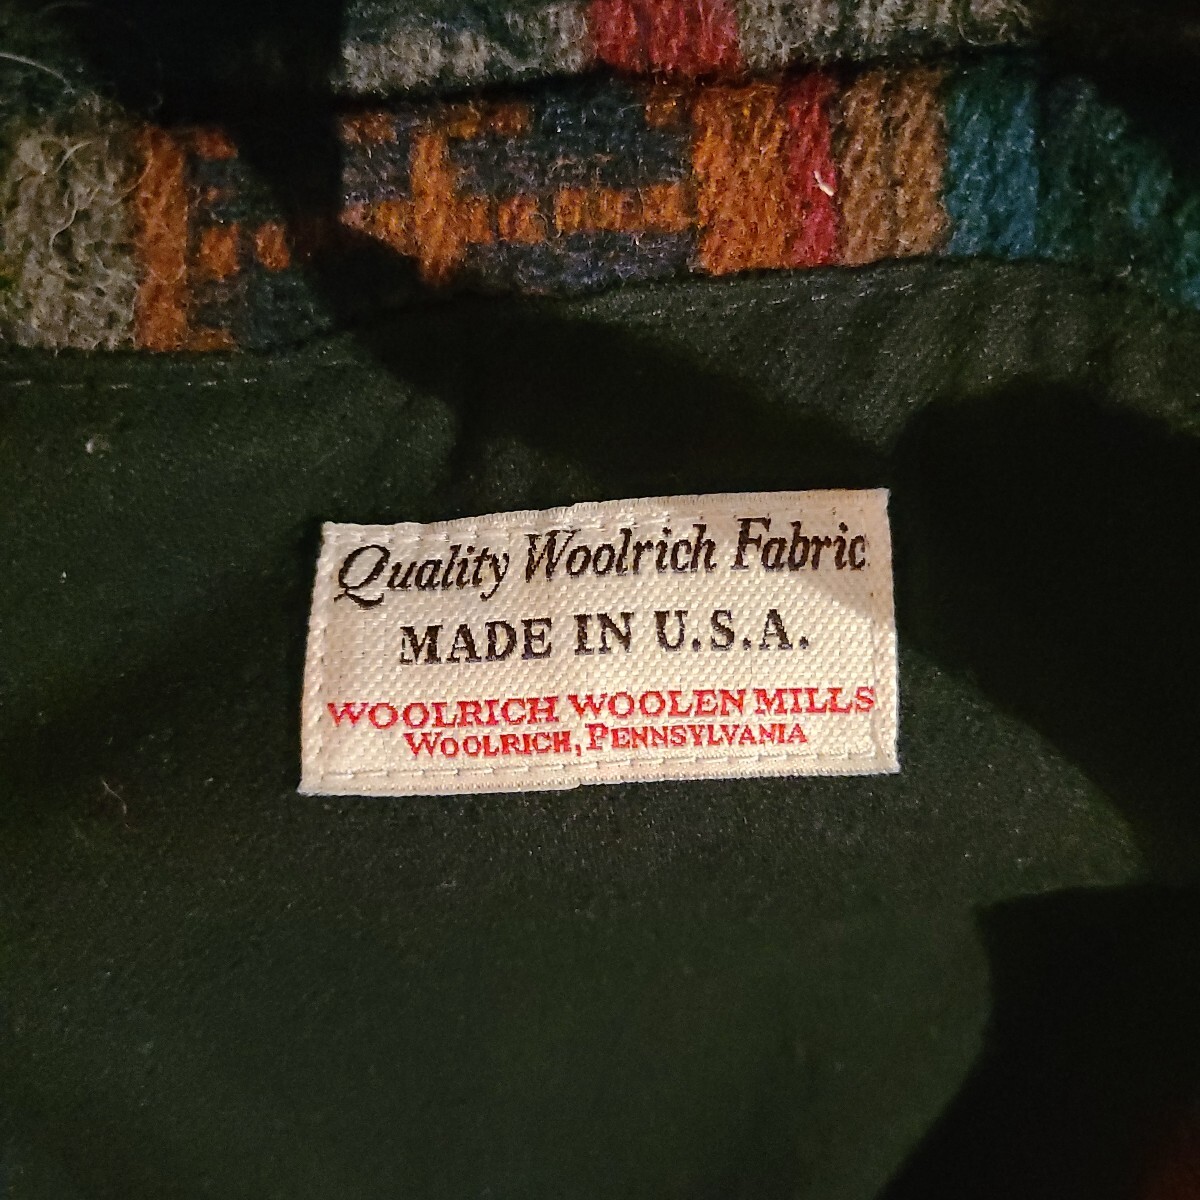 Quality Woolrich Fabric
MADE IN U.S.A.
WOOLRICH WOOLEN MILLS
WOOLRICH, PENNSYLVANIA